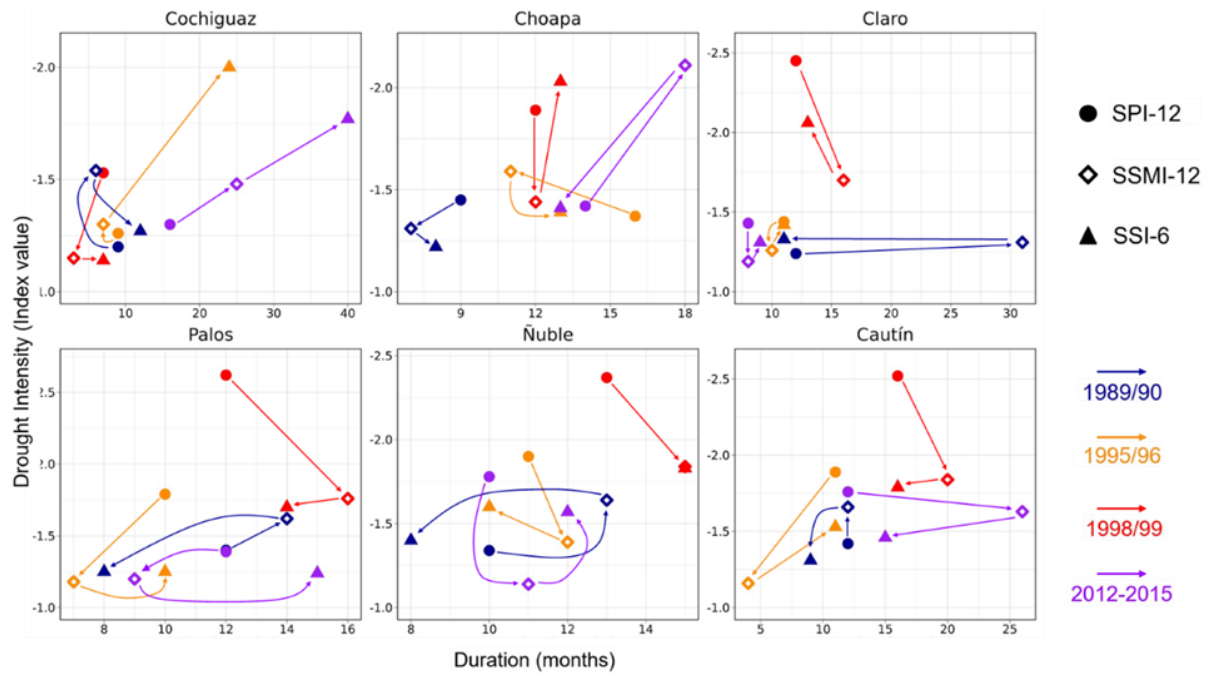 Cochiguaz Choapa Claro
-2.0 -2.0 -2.5
-1.5 -1.5 -2.0
-1.5
1.0 -1.0 -1.0
10 20 30 40 9 12 15 18 10 15 20 25 30
Palos Ñuble Cautín
2.5 -2.5 -2.5
2.0 -2.0 -2.0
-1.5 -1.5 -1.5
-1.0 -1.0 -1.0
8 10 12 14 16 8 10 12 14 5 10 15 20 25
Drought Intensity (Index value)
Duration (months)
SPI-12
SSMI-12
SSI-6
1989/90
1995/96
1998/99
2012-2015